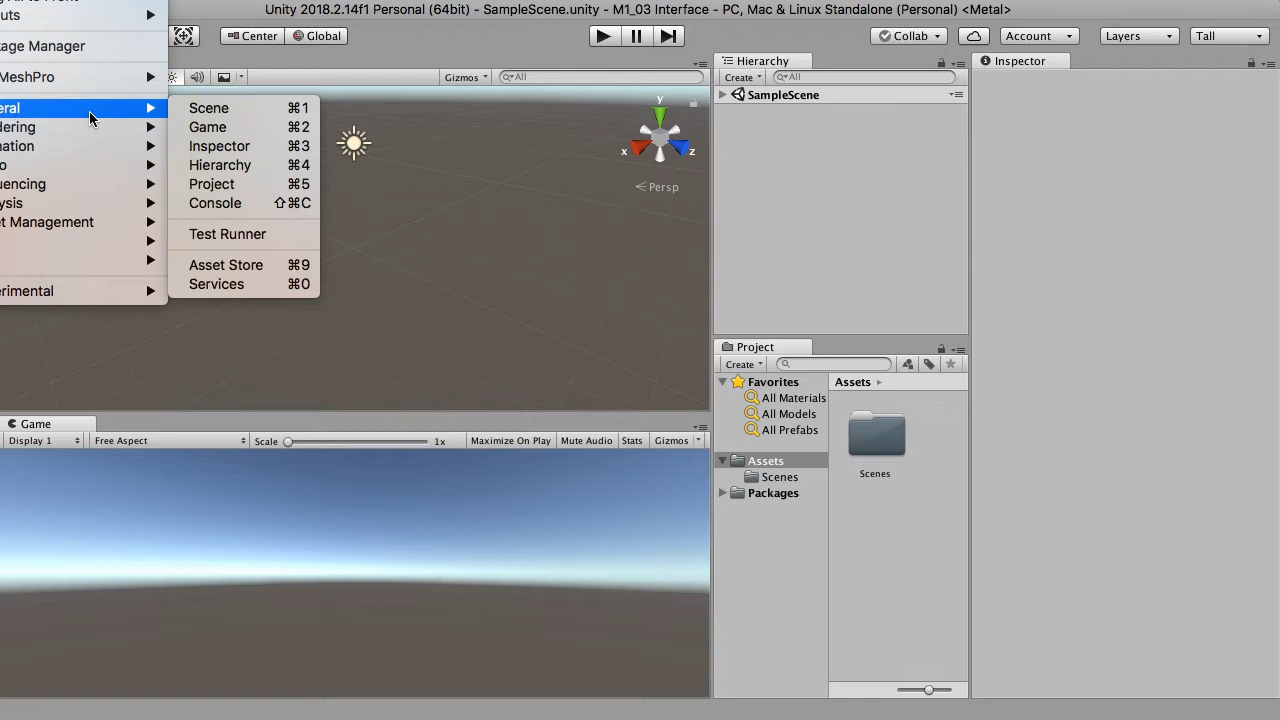 Unity 2018.2.14f1 Personal (64bit) - SampleScene.unity - M1_03 Interface - PC, Mac & Linux Standalone (Personal) <Metal>
Center Global Collab Account Layers Tall
uts
kage Manager
MeshPro
eral
dering
nation
o
uencing
ysis
et Management
erimental
Scene ⌘1
Game ⌘2
Inspector ⌘3
Hierarchy ⌘4
Project ⌘5
Console ⇧⌘C
Test Runner
Asset Store ⌘9
Services ⌘0
Gizmos All
y
x z
Persp
Hierarchy
Create All
SampleScene
Inspector
Project
Create
Favorites
All Materials
All Models
All Prefabs
Assets
Scenes
Packages
Assets
Scenes
Game
Display 1 Free Aspect Scale 1x Maximize On Play Mute Audio Stats Gizmos